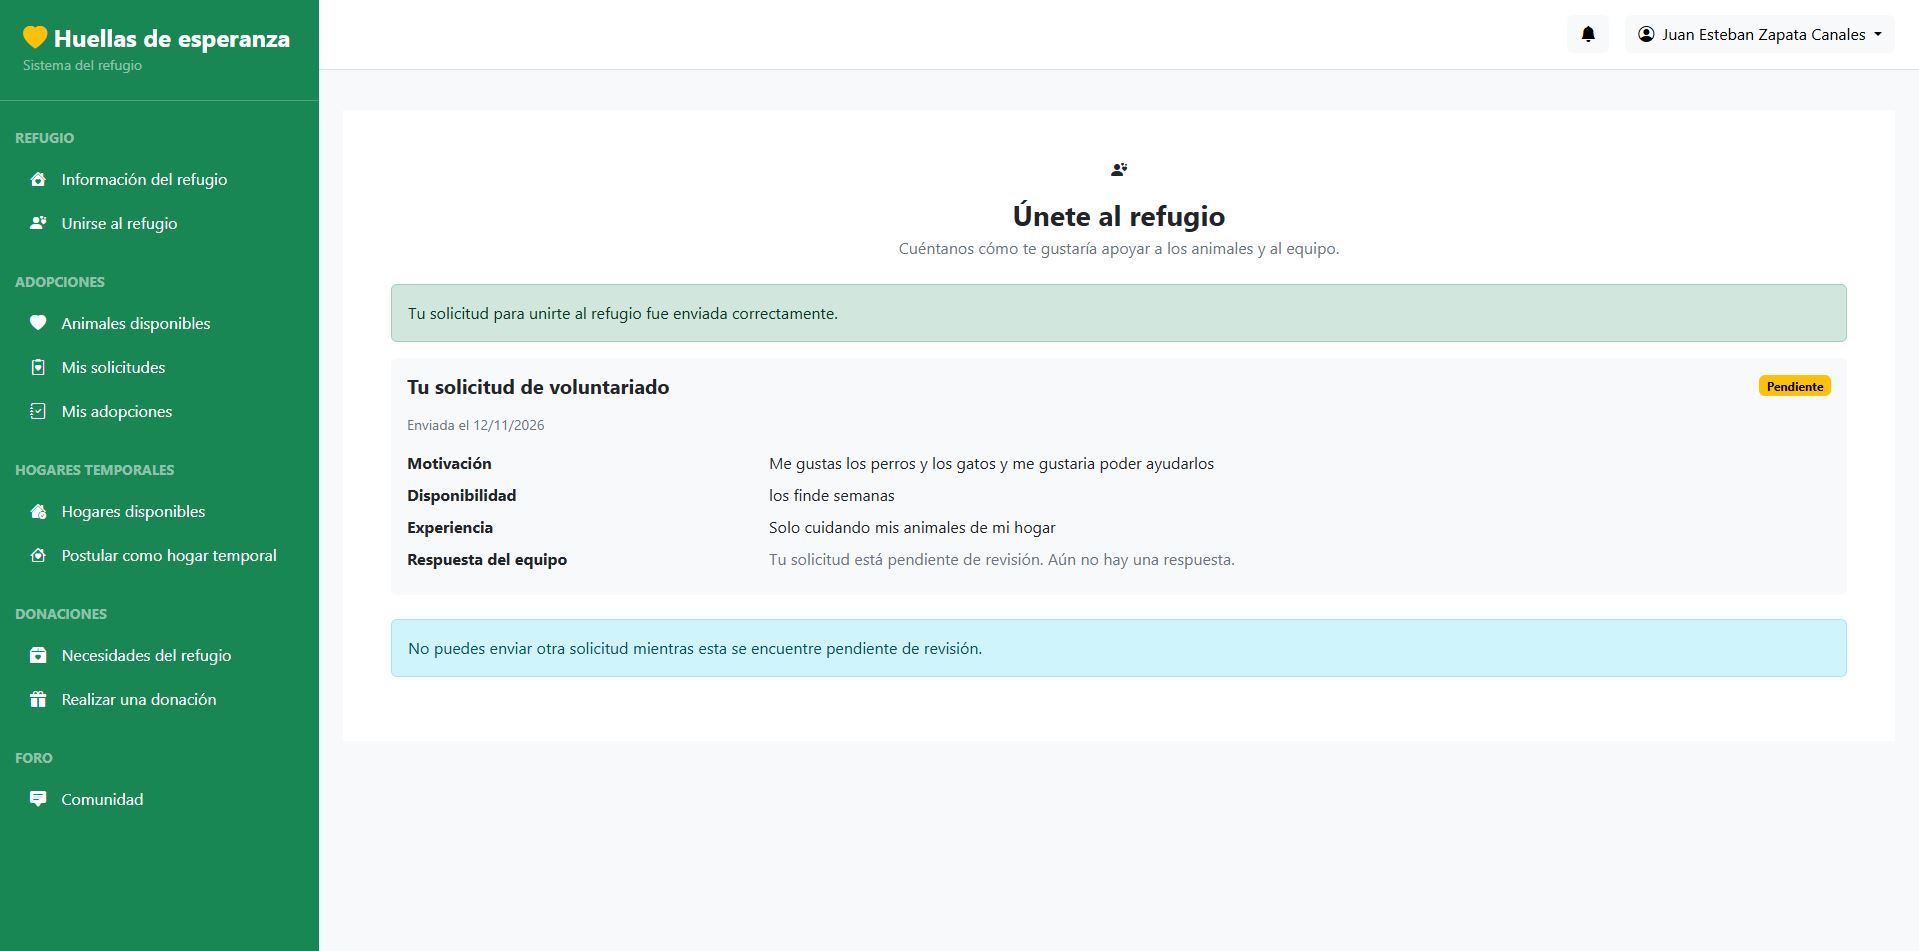 Huellas de esperanza
Sistema del refugio
REFUGIO
Información del refugio
Unirse al refugio
ADOPCIONES
Animales disponibles
Mis solicitudes
Mis adopciones
HOGARES TEMPORALES
Hogares disponibles
Postular como hogar temporal
DONACIONES
Necesidades del refugio
Realizar una donación
FORO
Comunidad
Juan Esteban Zapata Canales
Únete al refugio
Cuéntanos cómo te gustaría apoyar a los animales y al equipo.
Tu solicitud para unirte al refugio fue enviada correctamente.
Tu solicitud de voluntariado
Pendiente
Enviada el 12/11/2026
Motivación Me gustas los perros y los gatos y me gustaria poder ayudarlos
Disponibilidad los finde semanas
Experiencia Solo cuidando mis animales de mi hogar
Respuesta del equipo Tu solicitud está pendiente de revisión. Aún no hay una respuesta.
No puedes enviar otra solicitud mientras esta se encuentre pendiente de revisión.